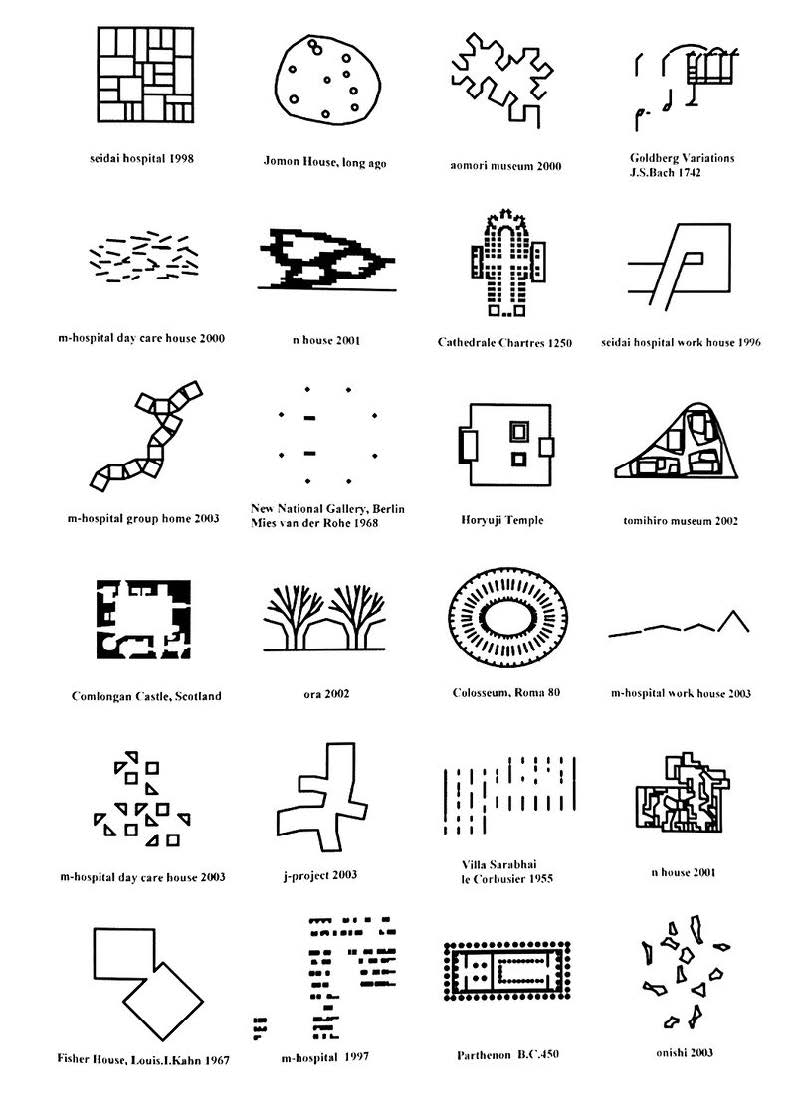 seidai hospital 1998
Jomon House, long ago
aomori museum 2000
Goldberg Variations
J.S.Bach 1742
m-hospital day care house 2000
n house 2001
Cathedrale Chartres 1250
seidai hospital work house 1996
m-hospital group home 2003
New National Gallery, Berlin
Mies van der Rohe 1968
Horyuji Temple
tomihiro museum 2002
Comlongan Castle, Scotland
ora 2002
Colosseum, Roma 80
m-hospital work house 2003
m-hospital day care house 2003
j-project 2003
Villa Sarabhai
le Corbusier 1955
n house 2001
Fisher House, Louis.I.Kahn 1967
m-hospital 1997
Parthenon B.C.450
onishi 2003